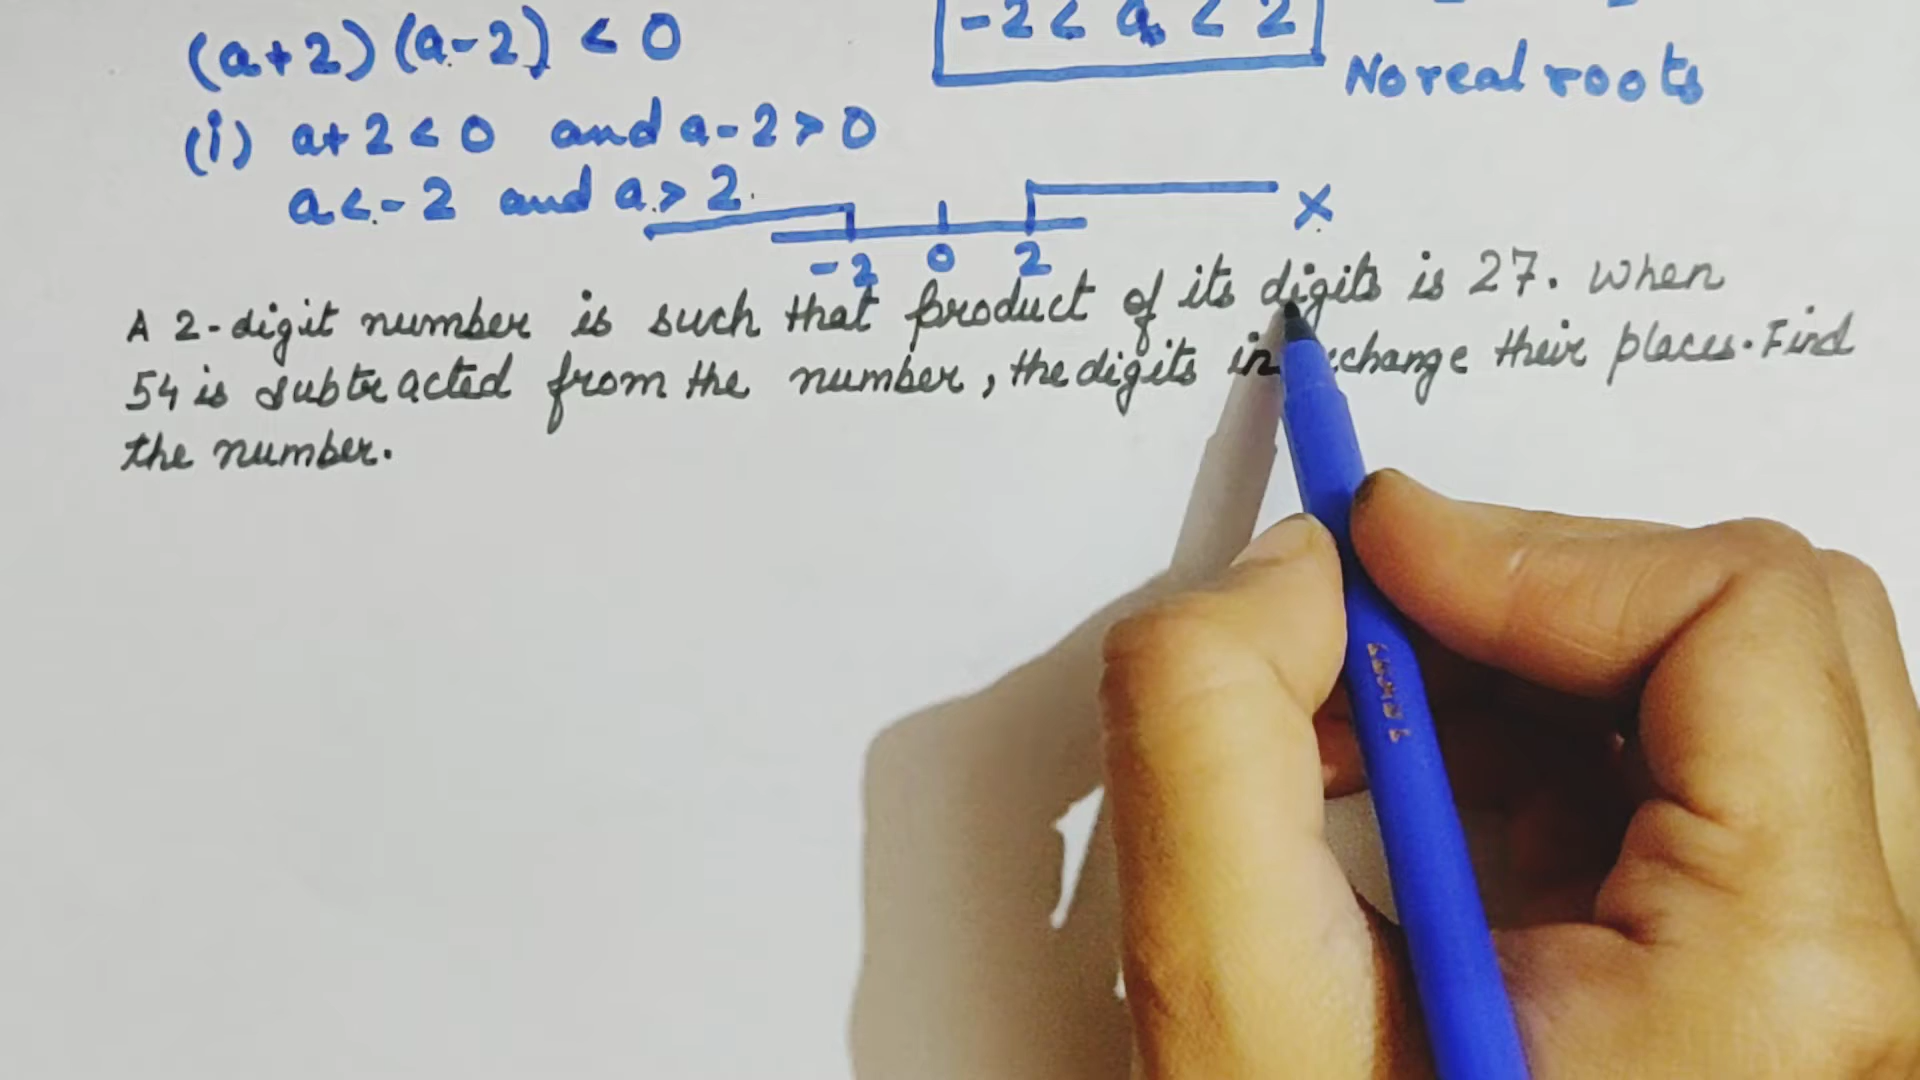 (a+2)(a-2) < 0
-2 < a < 2
No real roots
(i) a+2<0 and a-2>0
a<-2 and a>2
x
-2 0 2
A 2-digit number is such that product of its digits is 27. When
54 is subtracted from the number, the digits change their places. Find
the number.